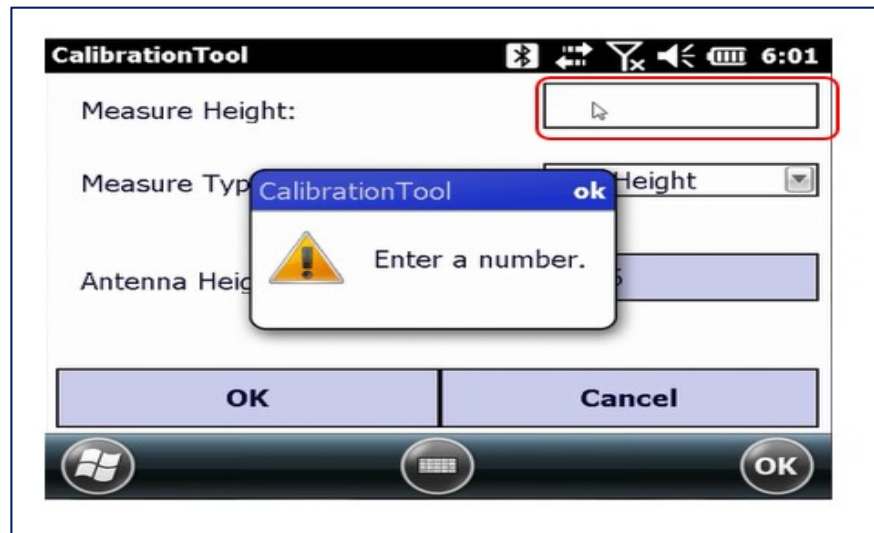 CalibrationTool 6:01
Measure Height:
Measure Typ Height
CalibrationTool ok
Enter a number.
Antenna Heig
OK Cancel
OK